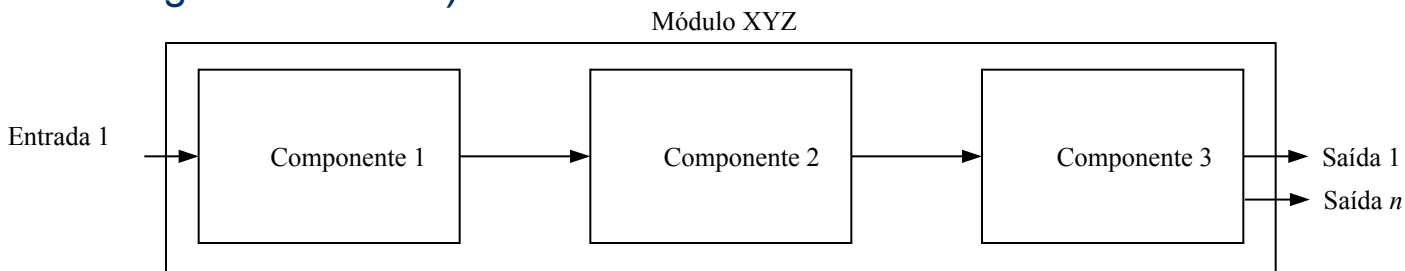 Módulo XYZ
Entrada 1
Componente 1
Componente 2
Componente 3
Saída 1
Saída n